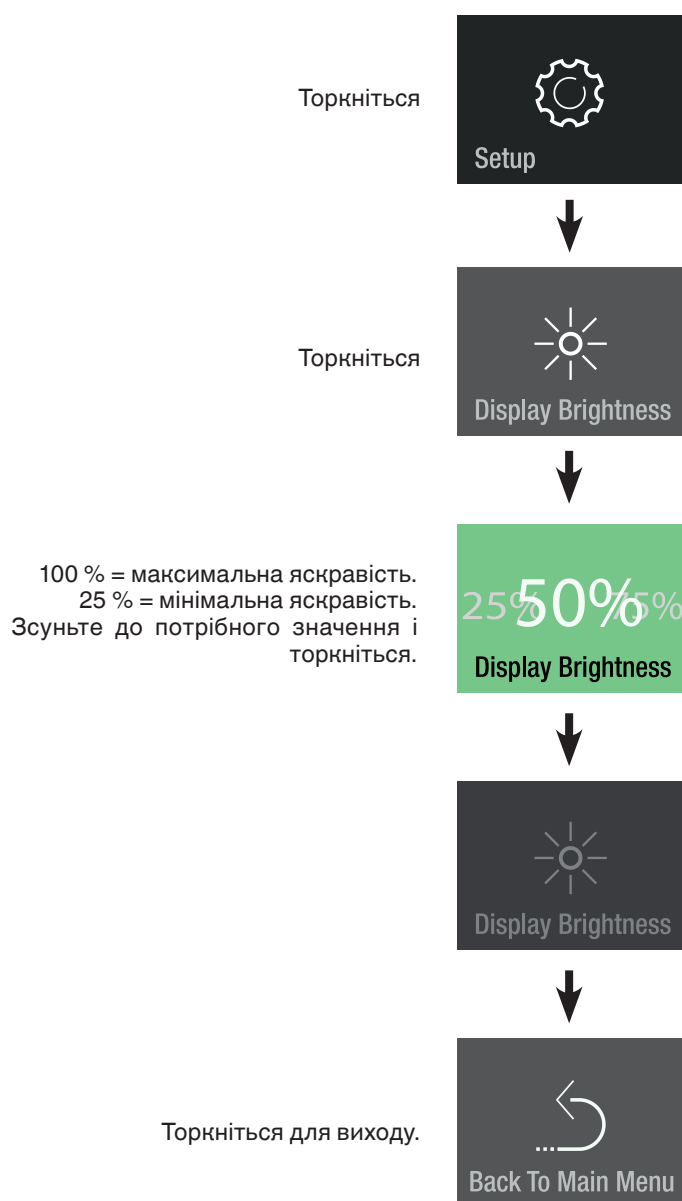 Торкніться
Setup
Торкніться
Display Brightness
100 % = максимальна яскравість.
25 % = мінімальна яскравість.
Зсуньте до потрібного значення і
торкніться.
25% 50% 75%
Display Brightness
Display Brightness
Торкніться для виходу.
Back To Main Menu